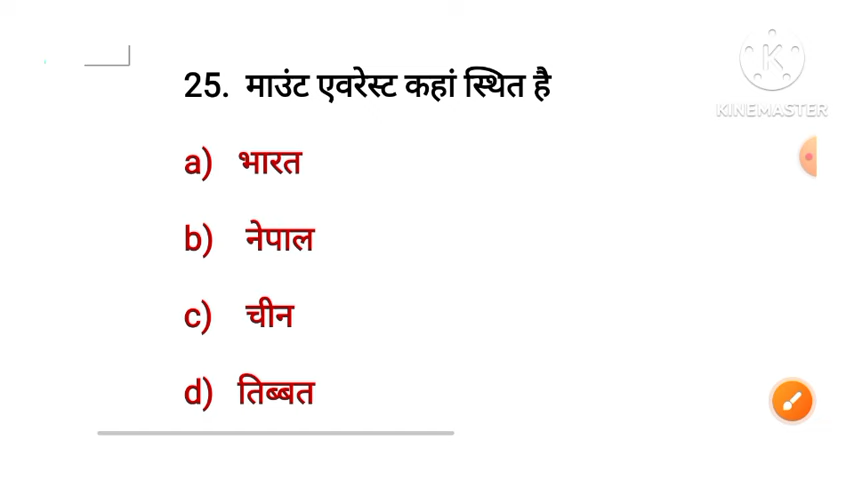 25. माउंट एवरेस्ट कहां स्थित है
K
KINEMASTER
a) भारत
b) नेपाल
c) चीन
d) तिब्बत